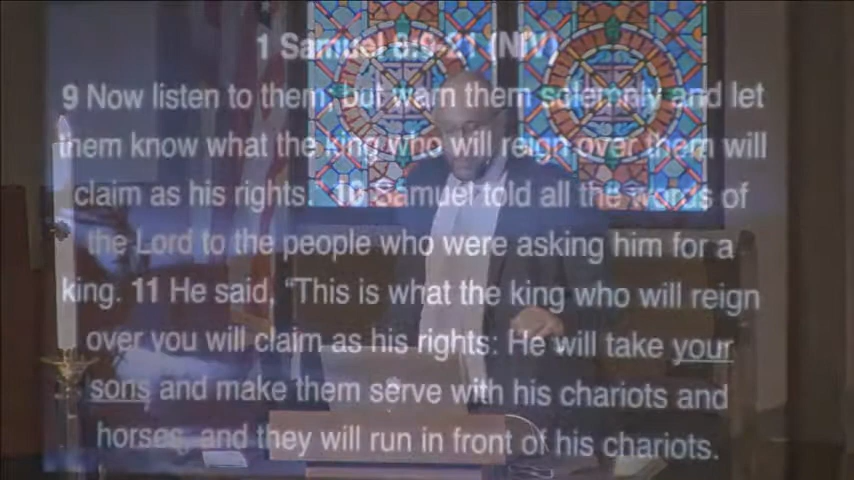 1 Samuel 8:9-21 (NIV)
9 Now listen to them, but warn them solemnly and let
them know what the king who will reign over them will
claim as his rights. 10 Samuel told all the words of
the Lord to the people who were asking him for a
king. 11 He said, “This is what the king who will reign
over you will claim as his rights: He will take your
sons and make them serve with his chariots and
horses, and they will run in front of his chariots.